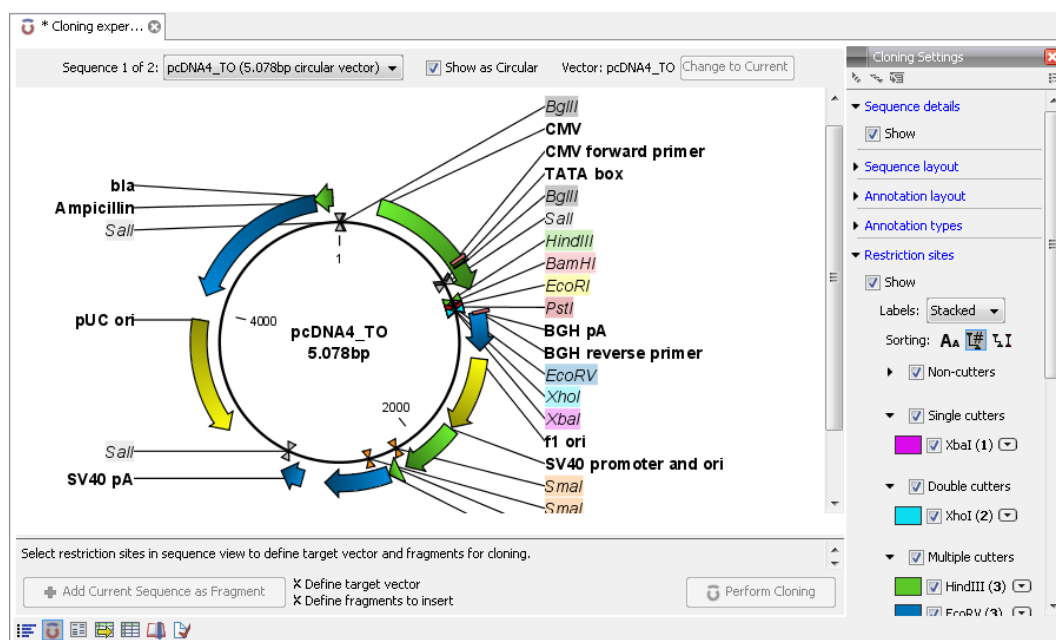 * Cloning exper...
Sequence 1 of 2: pcDNA4_TO (5.078bp circular vector) Show as Circular Vector: pcDNA4_TO Change to Current
BglII
CMV
CMV forward primer
TATA box
BglII
SalI
HindIII
BamHI
EcoRI
PstI
BGH pA
BGH reverse primer
EcoRV
XhoI
XbaI
f1 ori
SV40 promoter and ori
SmaI
SmaI
bla
Ampicillin
SalI
pUC ori
SalI
SV40 pA
1
4000
2000
pcDNA4_TO
5.078bp
Select restriction sites in sequence view to define target vector and fragments for cloning.
Add Current Sequence as Fragment
X Define target vector
X Define fragments to insert
Perform Cloning
Cloning Settings
Sequence details
Show
Sequence layout
Annotation layout
Annotation types
Restriction sites
Show
Labels: Stacked
Sorting:
Non-cutters
Single cutters
XbaI (1)
Double cutters
XhoI (2)
Multiple cutters
HindIII (3)
EcoRV (3)